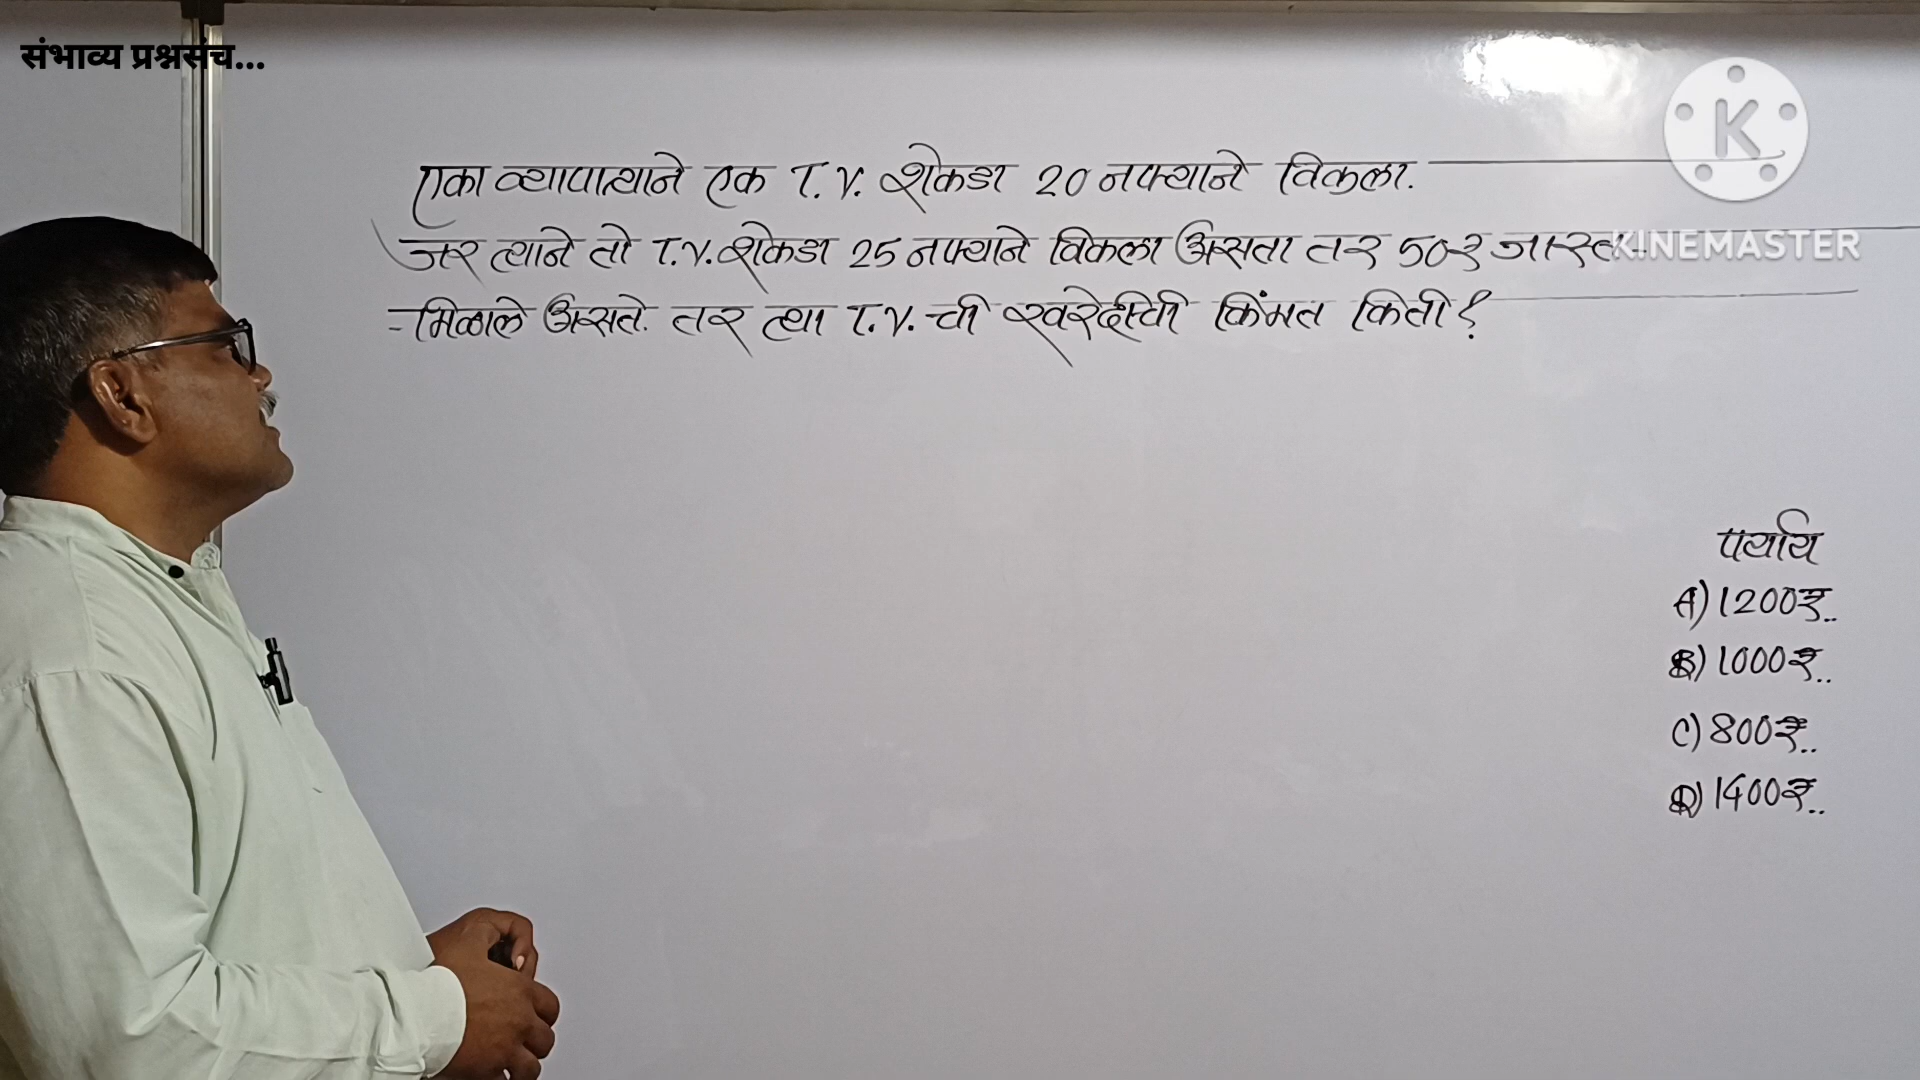 संभाव्य प्रश्नसंच...
K
KINEMASTER
एका व्यापाऱ्याने एक T.V. शेकडा 20 नफ्याने विकला.
जर त्याने तो T.V. शेकडा 25 नफ्याने विकला असता तर 50₹ जास्त
मिळाले असते. तर त्या T.V. ची खरेदीची किंमत किती?
पर्याय
A) 1200₹..
B) 1000₹..
C) 800₹..
D) 1400₹..